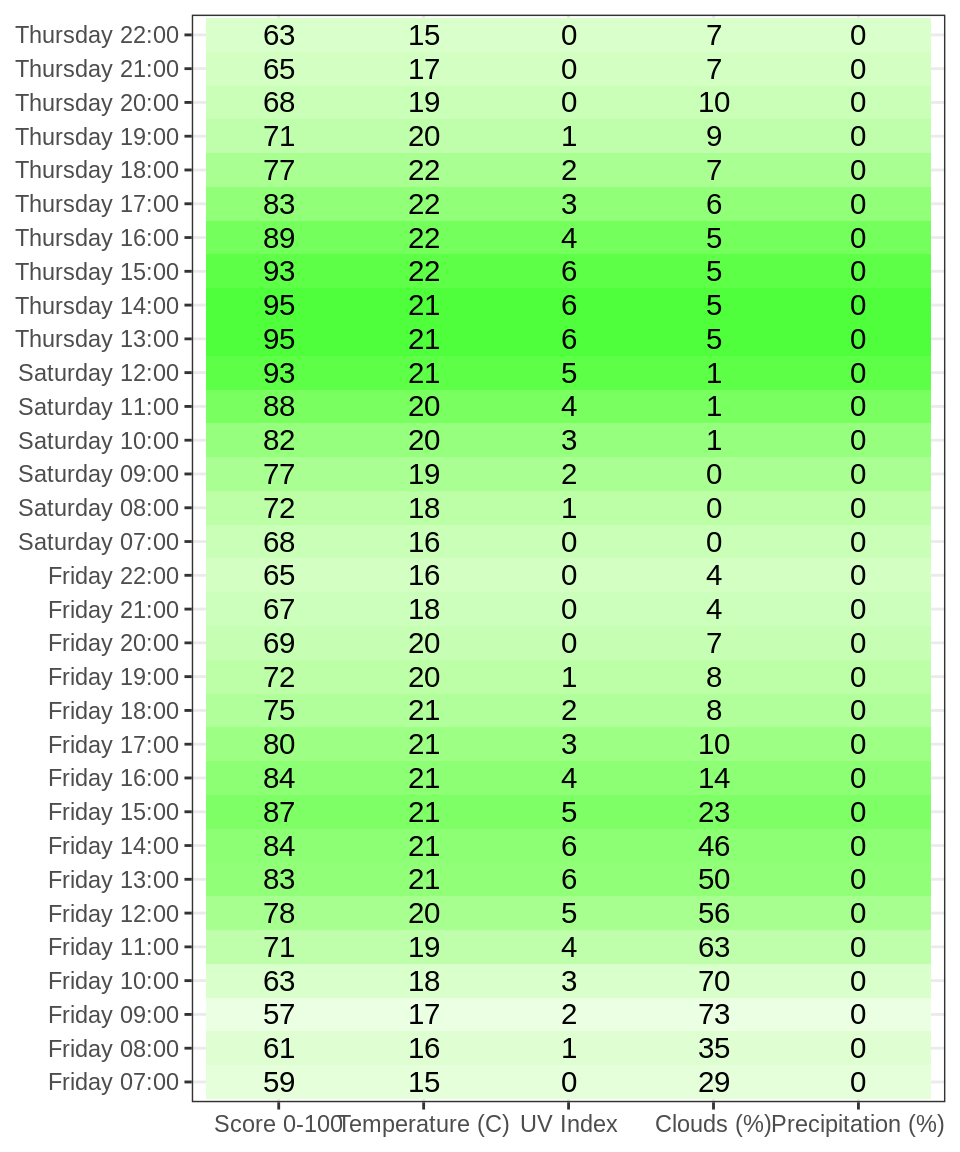 Thursday 22:00 63 15 0 7 0
Thursday 21:00 65 17 0 7 0
Thursday 20:00 68 19 0 10 0
Thursday 19:00 71 20 1 9 0
Thursday 18:00 77 22 2 7 0
Thursday 17:00 83 22 3 6 0
Thursday 16:00 89 22 4 5 0
Thursday 15:00 93 22 6 5 0
Thursday 14:00 95 21 6 5 0
Thursday 13:00 95 21 6 5 0
Saturday 12:00 93 21 5 1 0
Saturday 11:00 88 20 4 1 0
Saturday 10:00 82 20 3 1 0
Saturday 09:00 77 19 2 0 0
Saturday 08:00 72 18 1 0 0
Saturday 07:00 68 16 0 0 0
Friday 22:00 65 16 0 4 0
Friday 21:00 67 18 0 4 0
Friday 20:00 69 20 0 7 0
Friday 19:00 72 20 1 8 0
Friday 18:00 75 21 2 8 0
Friday 17:00 80 21 3 10 0
Friday 16:00 84 21 4 14 0
Friday 15:00 87 21 5 23 0
Friday 14:00 84 21 6 46 0
Friday 13:00 83 21 6 50 0
Friday 12:00 78 20 5 56 0
Friday 11:00 71 19 4 63 0
Friday 10:00 63 18 3 70 0
Friday 09:00 57 17 2 73 0
Friday 08:00 61 16 1 35 0
Friday 07:00 59 15 0 29 0
Score 0-100 Temperature (C) UV Index Clouds (%) Precipitation (%)